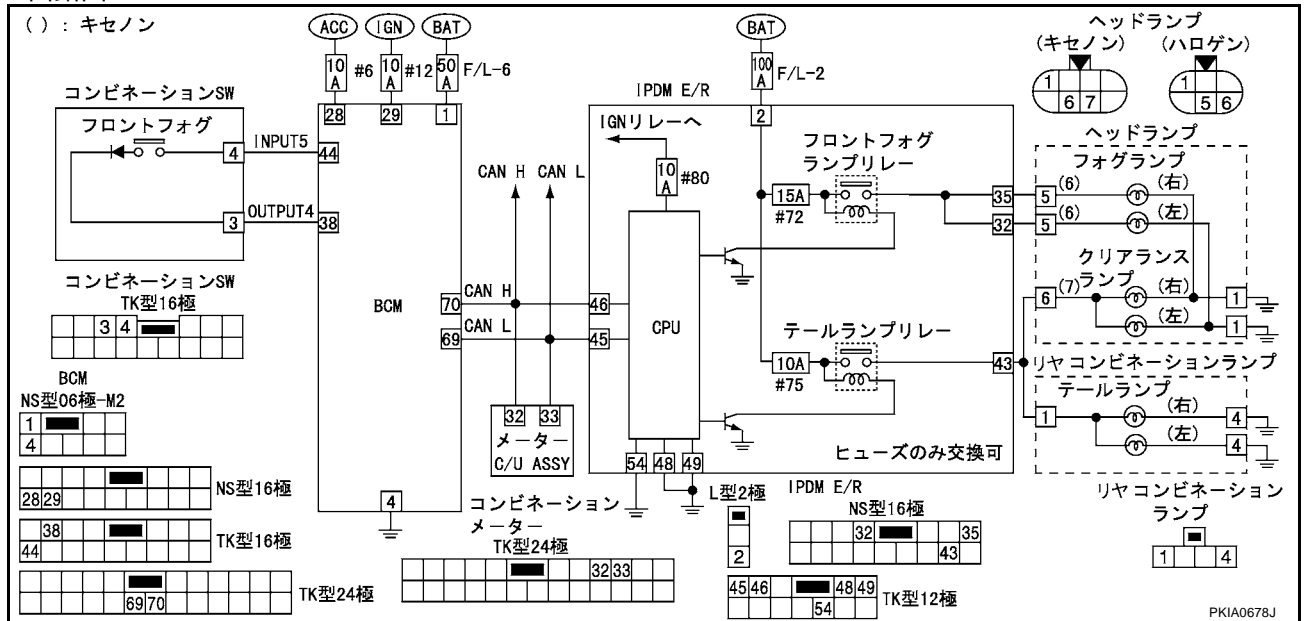 ( ) : キセノン
ACC
IGN
BAT
10
A
#6
10
A
#12
50
A
F/L-6
28
29
1
コンビネーションSW
フロントフォグ
4
INPUT5
44
3
OUTPUT4
38
BCM
70
CAN H
69
CAN L
4
CAN H
CAN L
32
33
メーター
C/U ASSY
BAT
100
A
F/L-2
IPDM E/R
2
IGNリレーへ
10
A
#80
フロントフォグ
ランプリレー
15A
#72
CPU
46
45
テールランプリレー
10A
#75
54
48
49
ヒューズのみ交換可
35
32
43
ヘッドランプ
(キセノン)
(ハロゲン)
1
6 7
1
5 6
ヘッドランプ
フォグランプ
5
(6)
(右)
5
(6)
(左)
クリアランス
ランプ
6
(7)
(右)
1
(左)
1
リヤコンビネーションランプ
テールランプ
1
(右)
4
(左)
4
コンビネーションSW
TK型16極
3 4
BCM
NS型06極-M2
1
4
28 29
NS型16極
38
44
TK型16極
69 70
TK型24極
コンビネーション
メーター
TK型24極
32 33
L型2極
2
IPDM E/R
NS型16極
32
35
43
45 46
48 49
54
TK型12極
リヤコンビネーション
ランプ
1
4
PKIA0678J